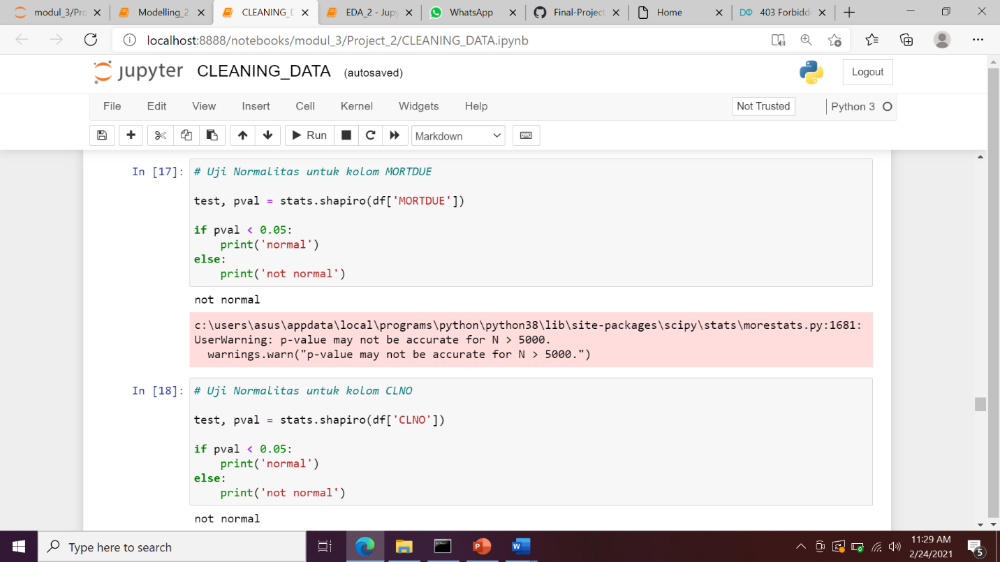 modul_3/Pro
Modelling_2
CLEANING_D
EDA_2 - Jup
WhatsApp
Final-Project
Home
DQ 403 Forbidd
localhost:8888/notebooks/modul_3/Project_2/CLEANING_DATA.ipynb
jupyter CLEANING_DATA (autosaved)
Logout
File Edit View Insert Cell Kernel Widgets Help
Not Trusted
Python 3
Run
Markdown
In [17]: # Uji Normalitas untuk kolom MORTDUE
test, pval = stats.shapiro(df['MORTDUE'])
if pval < 0.05:
    print('normal')
else:
    print('not normal')
not normal
c:\users\asus\appdata\local\programs\python\python38\lib\site-packages\scipy\stats\morestats.py:1681:
UserWarning: p-value may not be accurate for N > 5000.
  warnings.warn("p-value may not be accurate for N > 5000.")
In [18]: # Uji Normalitas untuk kolom CLNO
test, pval = stats.shapiro(df['CLNO'])
if pval < 0.05:
    print('normal')
else:
    print('not normal')
not normal
Type here to search
11:29 AM
2/24/2021
5